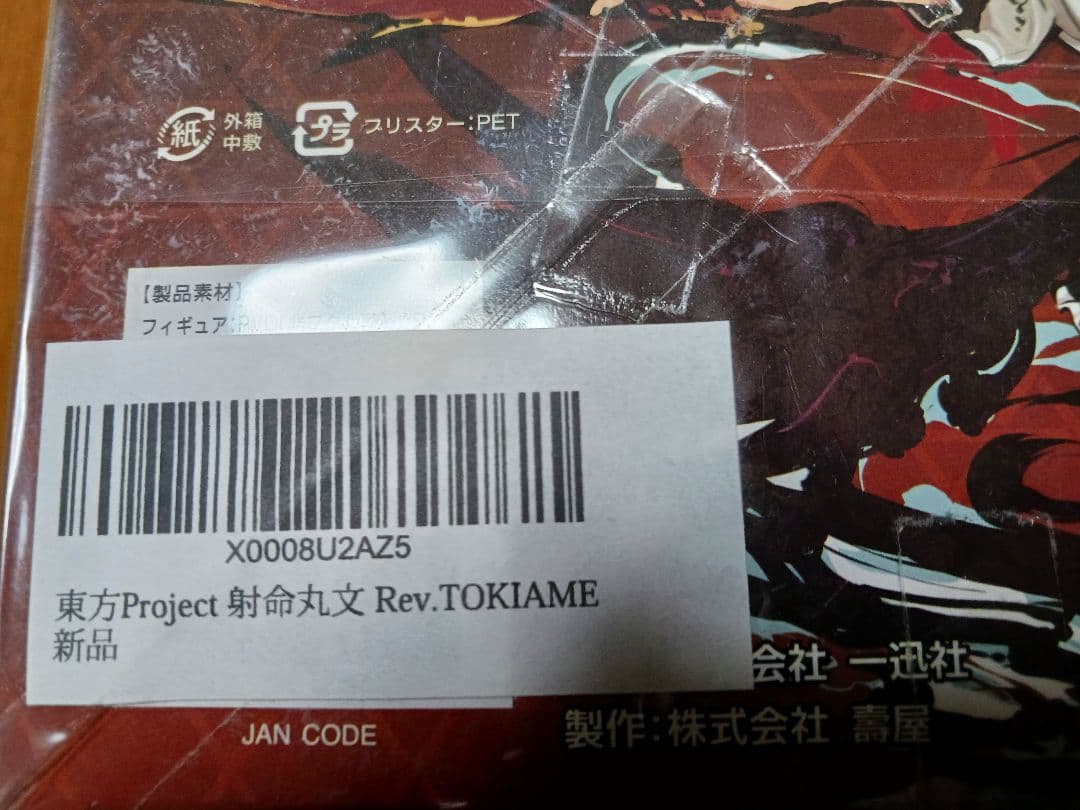 紙 外箱
中敷
プラ ブリスター:PET
【製品素材】
フィギュア:
X0008U2AZ5
東方Project 射命丸文 Rev.TOKIAME
新品
会社 一迅社
製作:株式会社 壽屋
JAN CODE